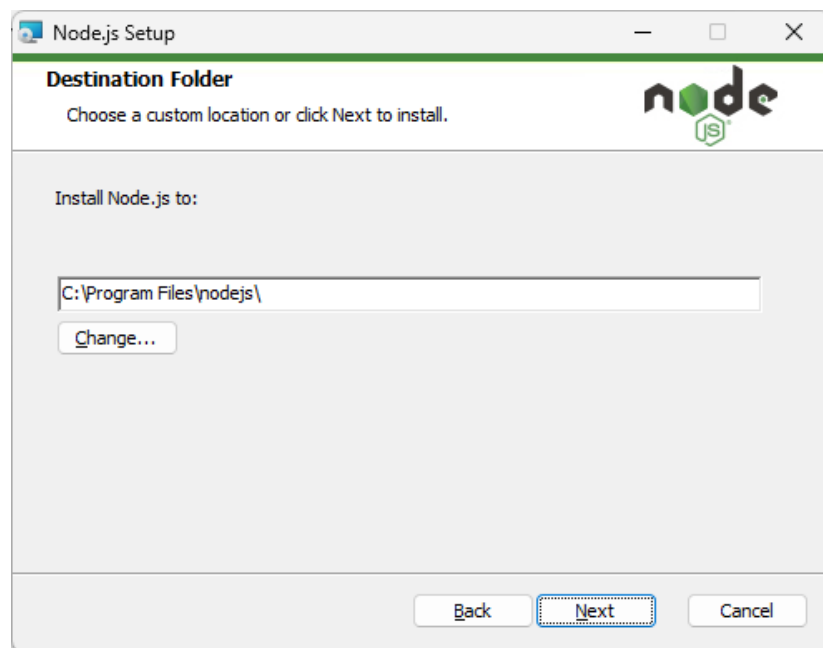 Node.js Setup
Destination Folder
Choose a custom location or click Next to install.
node
JS
Install Node.js to:
C:\Program Files\nodejs\
Change...
Back
Next
Cancel